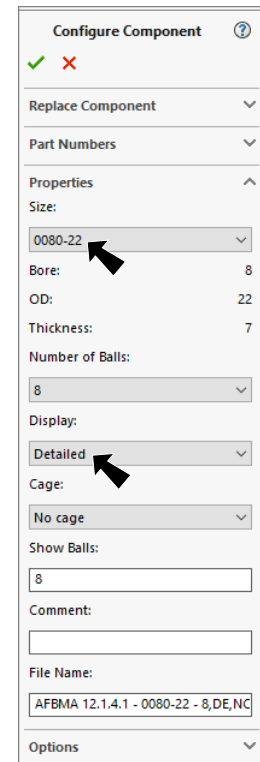 Configure Component
Replace Component
Part Numbers
Properties
Size:
0080-22
Bore: 8
OD: 22
Thickness: 7
Number of Balls:
8
Display:
Detailed
Cage:
No cage
Show Balls:
8
Comment:
File Name:
AFBMA 12.1.4.1 - 0080-22 - 8,DE,NC
Options